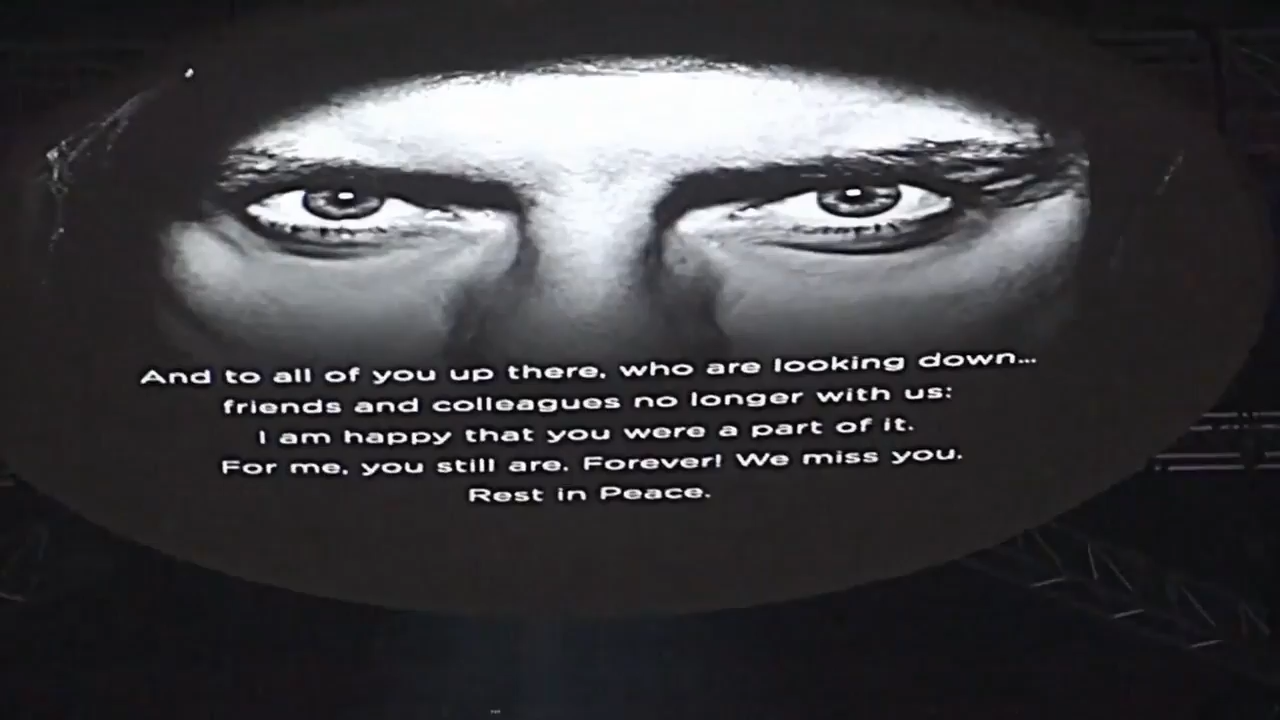 And to all of you up there, who are looking down...
friends and colleagues no longer with us:
I am happy that you were a part of it.
For me, you still are. Forever! We miss you.
Rest in Peace.